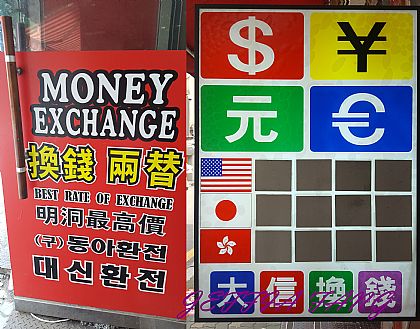 MONEY
EXCHANGE
換錢 兩替
BEST RATE OF EXCHANGE
明洞最高價
(구)동아환전
대신환전
$ ¥
元 €
大信換錢